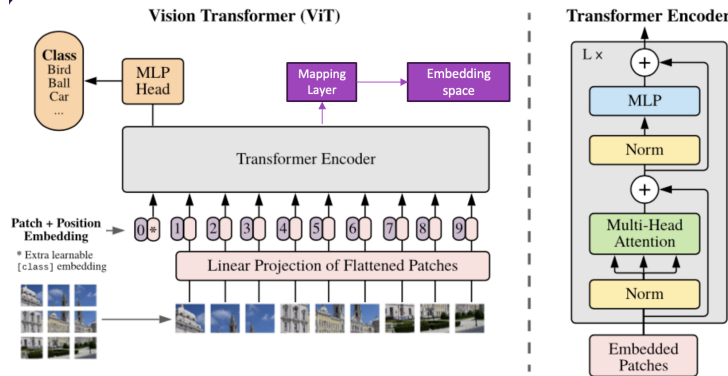 Vision Transformer (ViT)
Class
Bird
Ball
Car
...
MLP
Head
Mapping
Layer
Embedding
space
Transformer Encoder
Patch + Position
Embedding
* Extra learnable
[class] embedding
0 * 1 2 3 4 5 6 7 8 9
Linear Projection of Flattened Patches
Transformer Encoder
L ×
+
MLP
Norm
+
Multi-Head
Attention
Norm
Embedded
Patches